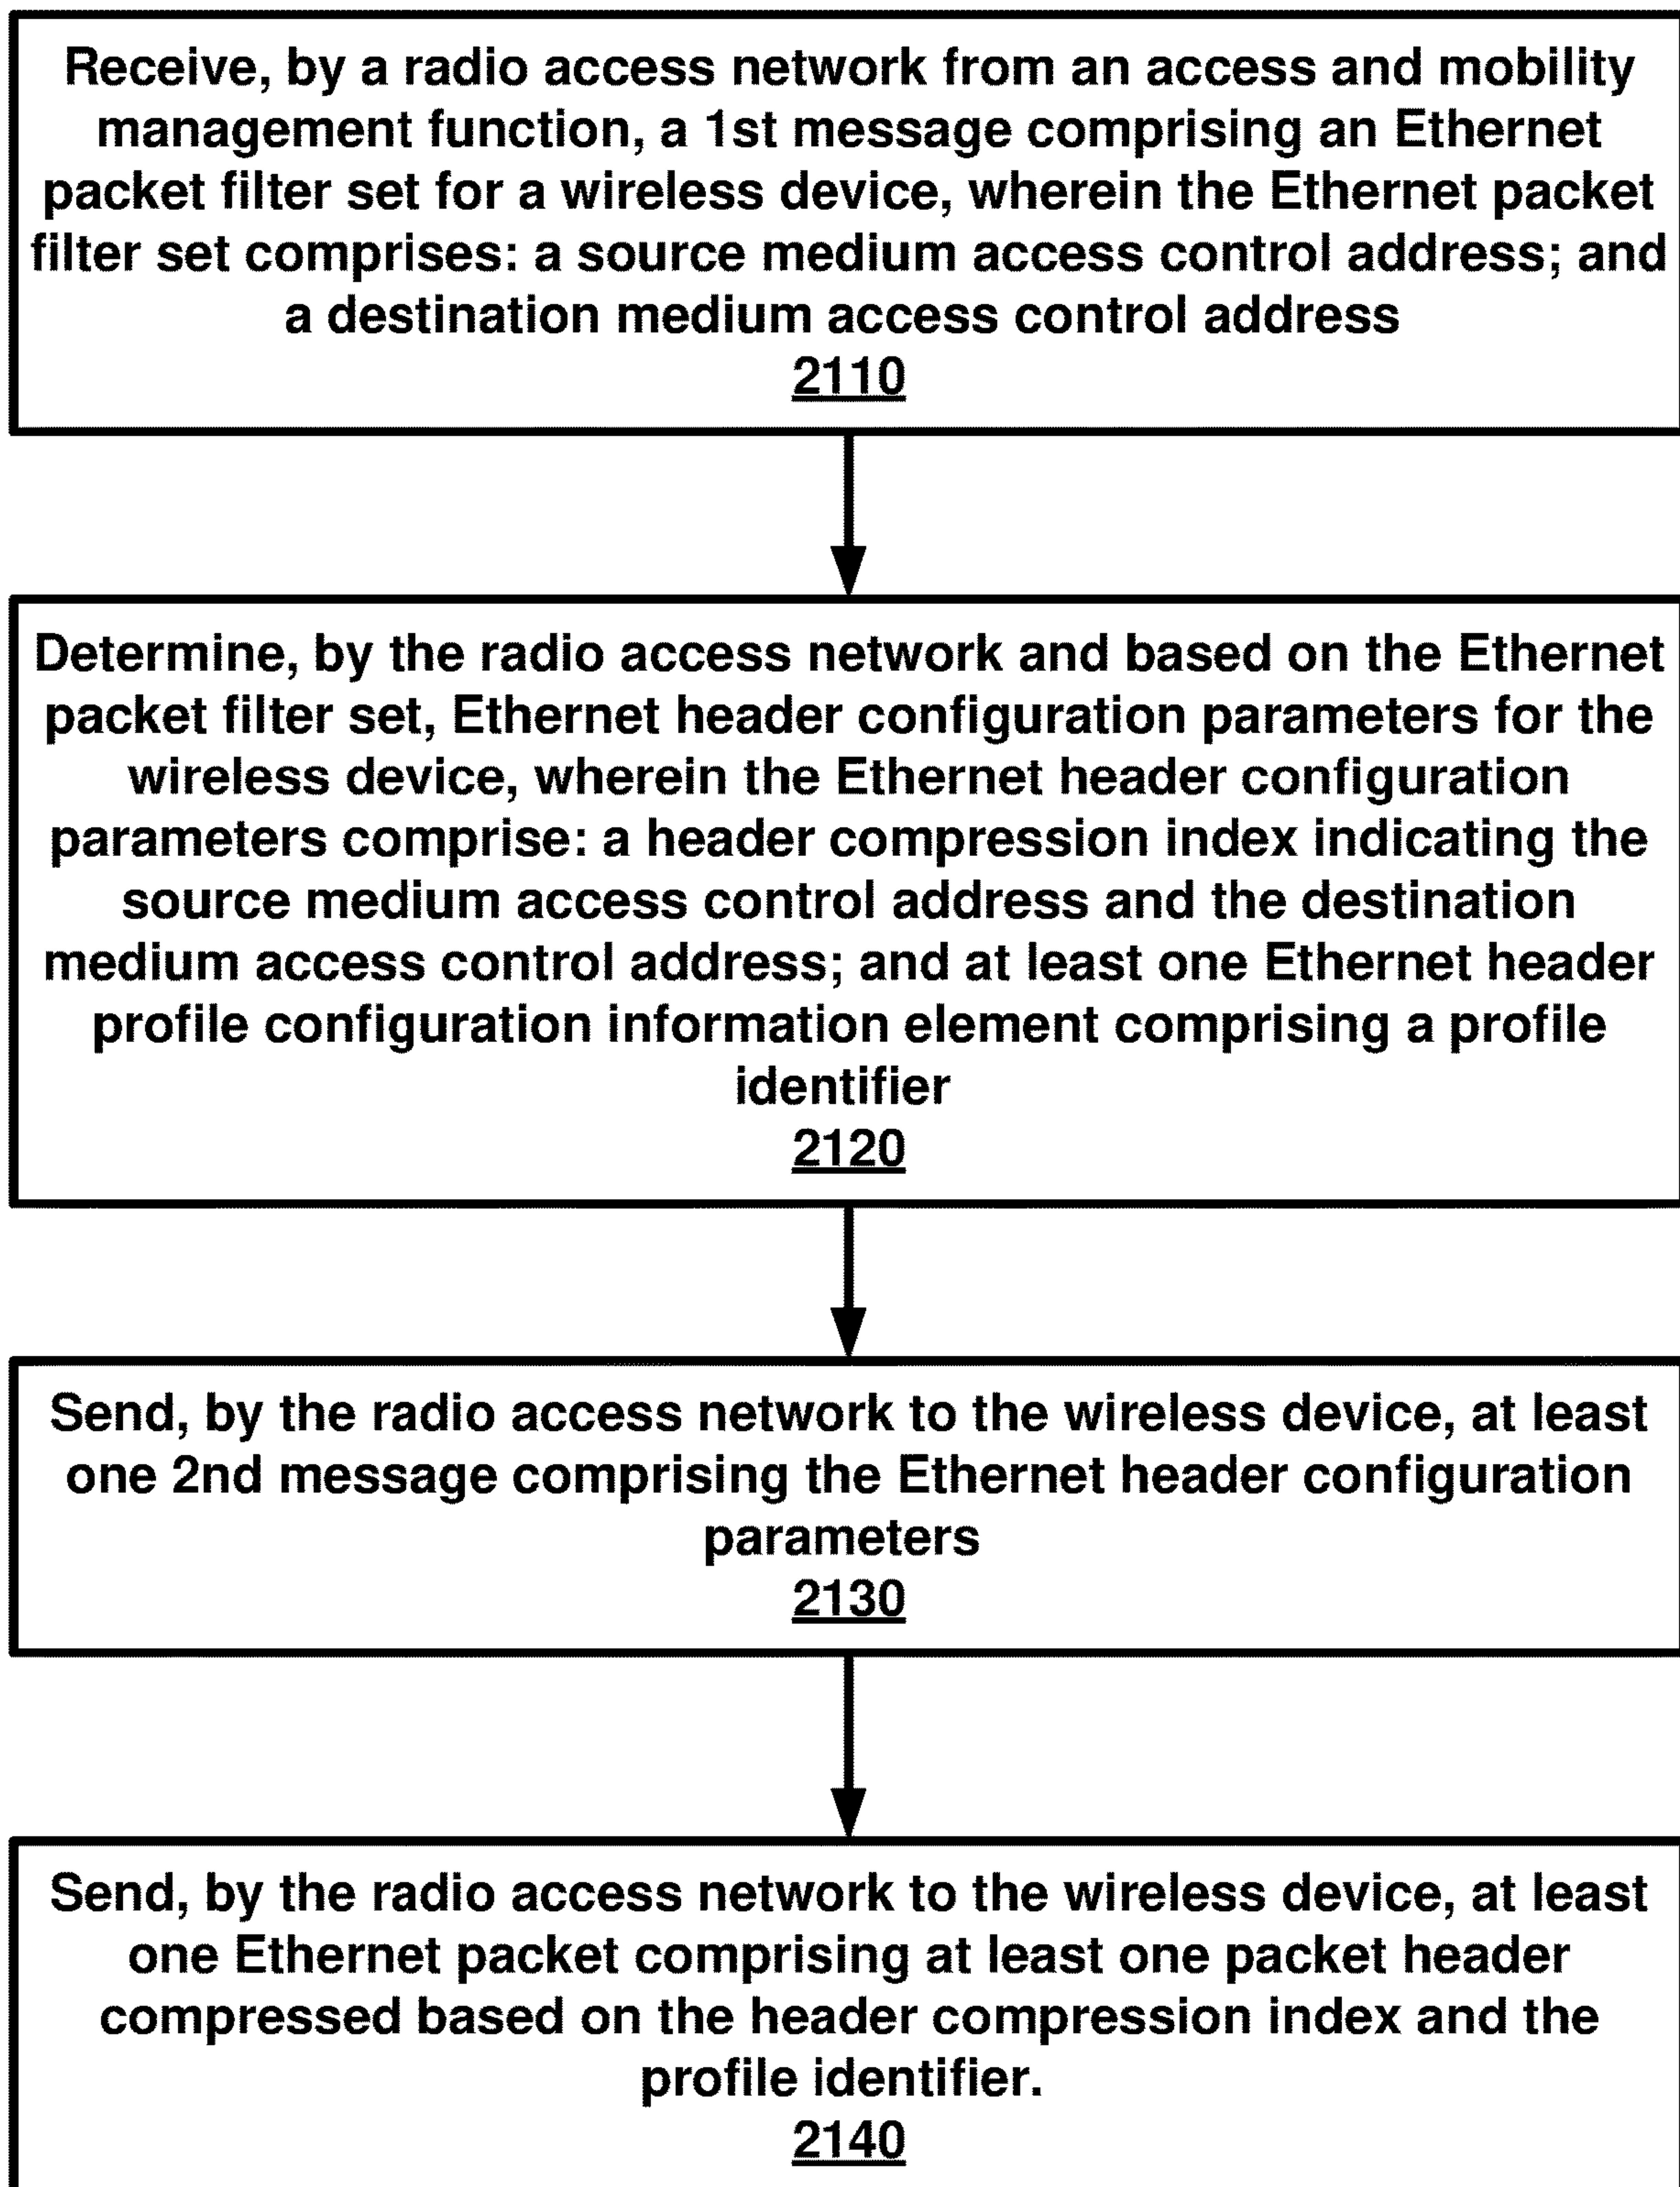 Receive, by a radio access network from an access and mobility
management function, a 1st message comprising an Ethernet
packet filter set for a wireless device, wherein the Ethernet packet
filter set comprises: a source medium access control address; and
a destination medium access control address
2110
Determine, by the radio access network and based on the Ethernet
packet filter set, Ethernet header configuration parameters for the
wireless device, wherein the Ethernet header configuration
parameters comprise: a header compression index indicating the
source medium access control address and the destination
medium access control address; and at least one Ethernet header
profile configuration information element comprising a profile
identifier
2120
Send, by the radio access network to the wireless device, at least
one 2nd message comprising the Ethernet header configuration
parameters
2130
Send, by the radio access network to the wireless device, at least
one Ethernet packet comprising at least one packet header
compressed based on the header compression index and the
profile identifier.
2140